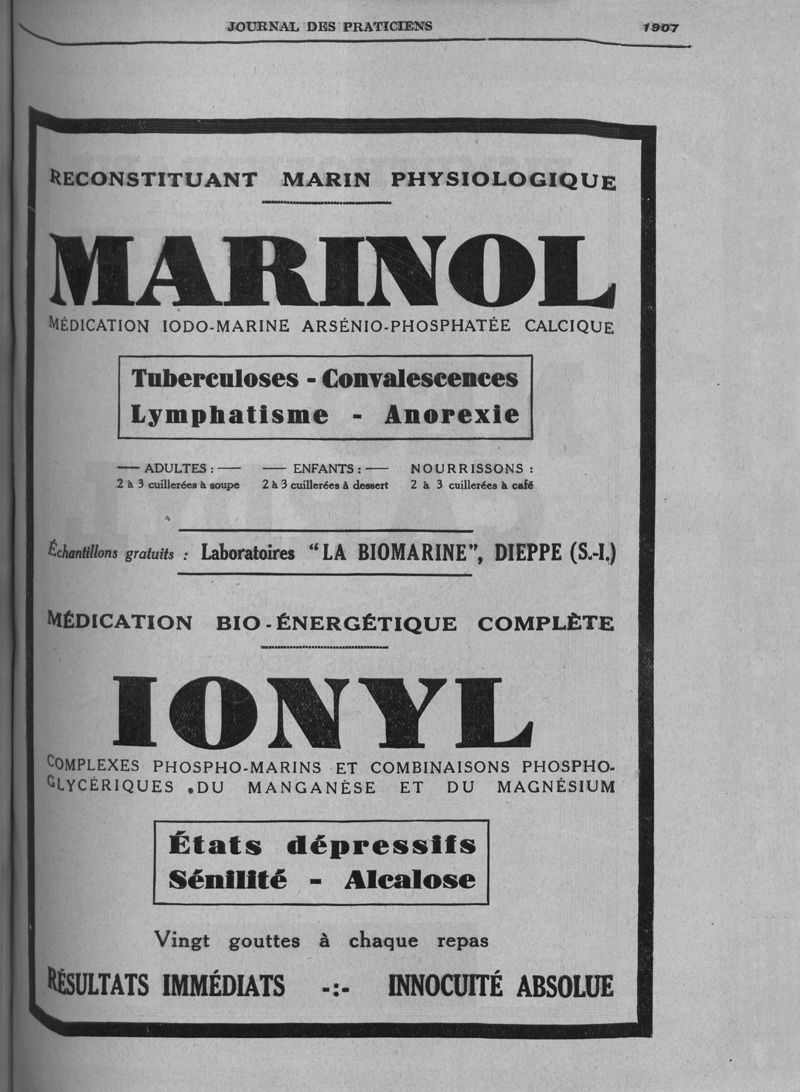 JOURNAL DES PRATICIENS 1907
RECONSTITUANT MARIN PHYSIOLOGIQUE
MARINOL
MÉDICATION IODO-MARINE ARSÉNIO-PHOSPHATÉE CALCIQUE
Tuberculoses - Convalescences
Lymphatisme - Anorexie
— ADULTES : — — ENFANTS : — NOURRISSONS :
2 à 3 cuillerées à soupe 2 à 3 cuillerées à dessert 2 à 3 cuillerées à café
Échantillons gratuits : Laboratoires “LA BIOMARINE”, DIEPPE (S.-I.)
MÉDICATION BIO-ÉNERGÉTIQUE COMPLÈTE
IONYL
COMPLEXES PHOSPHO-MARINS ET COMBINAISONS PHOSPHO-
GLYCÉRIQUES DU MANGANÈSE ET DU MAGNÉSIUM
États dépressifs
Sénilité - Alcalose
Vingt gouttes à chaque repas
RÉSULTATS IMMÉDIATS -:- INNOCUITÉ ABSOLUE